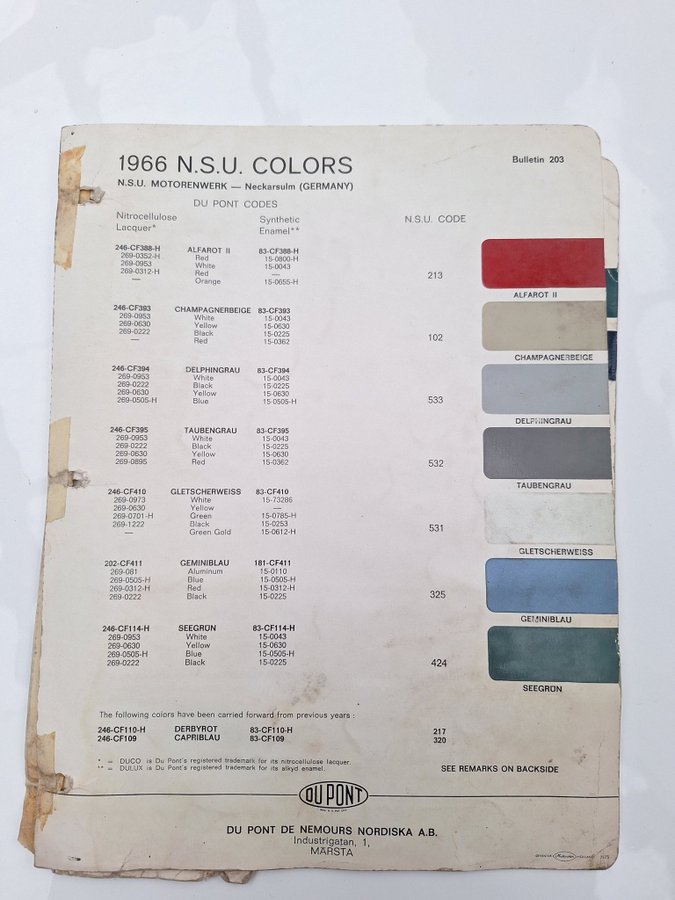 1966 N.S.U. COLORS
Bulletin 203
N.S.U. MOTORENWERK — Neckarsulm (GERMANY)
DU PONT CODES
Nitrocellulose Lacquer*
Synthetic Enamel**
N.S.U. CODE
246-CF388-H ALFAROT II 83-CF388-H
269-0352-H Red 15-0800-H
269-0953 White 15-0043
269-0312-H Red —
— Orange 15-0655-H
213
ALFAROT II
246-CF393 CHAMPAGNERBEIGE 83-CF393
269-0953 White 15-0043
269-0630 Yellow 15-0630
269-0222 Black 15-0225
— Red 15-0362
102
CHAMPAGNERBEIGE
246-CF394 DELPHINGRAU 83-CF394
269-0953 White 15-0043
269-0222 Black 15-0225
269-0630 Yellow 15-0630
269-0505-H Blue 15-0505-H
533
DELPHINGRAU
246-CF395 TAUBENGRAU 83-CF395
269-0953 White 15-0043
269-0222 Black 15-0225
269-0630 Yellow 15-0630
269-0895 Red 15-0362
532
TAUBENGRAU
246-CF410 GLETSCHERWEISS 83-CF410
269-0973 White 15-73286
269-0630 Yellow —
269-0701-H Green 15-0785-H
269-1222 Black 15-0253
— Green Gold 15-0612-H
531
GLETSCHERWEISS
202-CF411 GEMINIBLAU 181-CF411
269-081 Aluminum 15-0110
269-0505-H Blue 15-0505-H
269-0312-H Red 15-0312-H
269-0222 Black 15-0225
325
GEMINIBLAU
246-CF114-H SEEGRÜN 83-CF114-H
269-0953 White 15-0043
269-0630 Yellow 15-0630
269-0505-H Blue 15-0505-H
269-0222 Black 15-0225
424
SEEGRÜN
The following colors have been carried forward from previous years :
246-CF110-H DERBYROT 83-CF110-H 217
246-CF109 CAPRIBLAU 83-CF109 320
* = DUCO is Du Pont's registered trademark for its nitrocellulose lacquer.
** = DULUX is Du Pont's registered trademark for its alkyd enamel.
SEE REMARKS ON BACKSIDE
DU PONT
DU PONT DE NEMOURS NORDISKA A.B.
Industrigatan, 1,
MÄRSTA